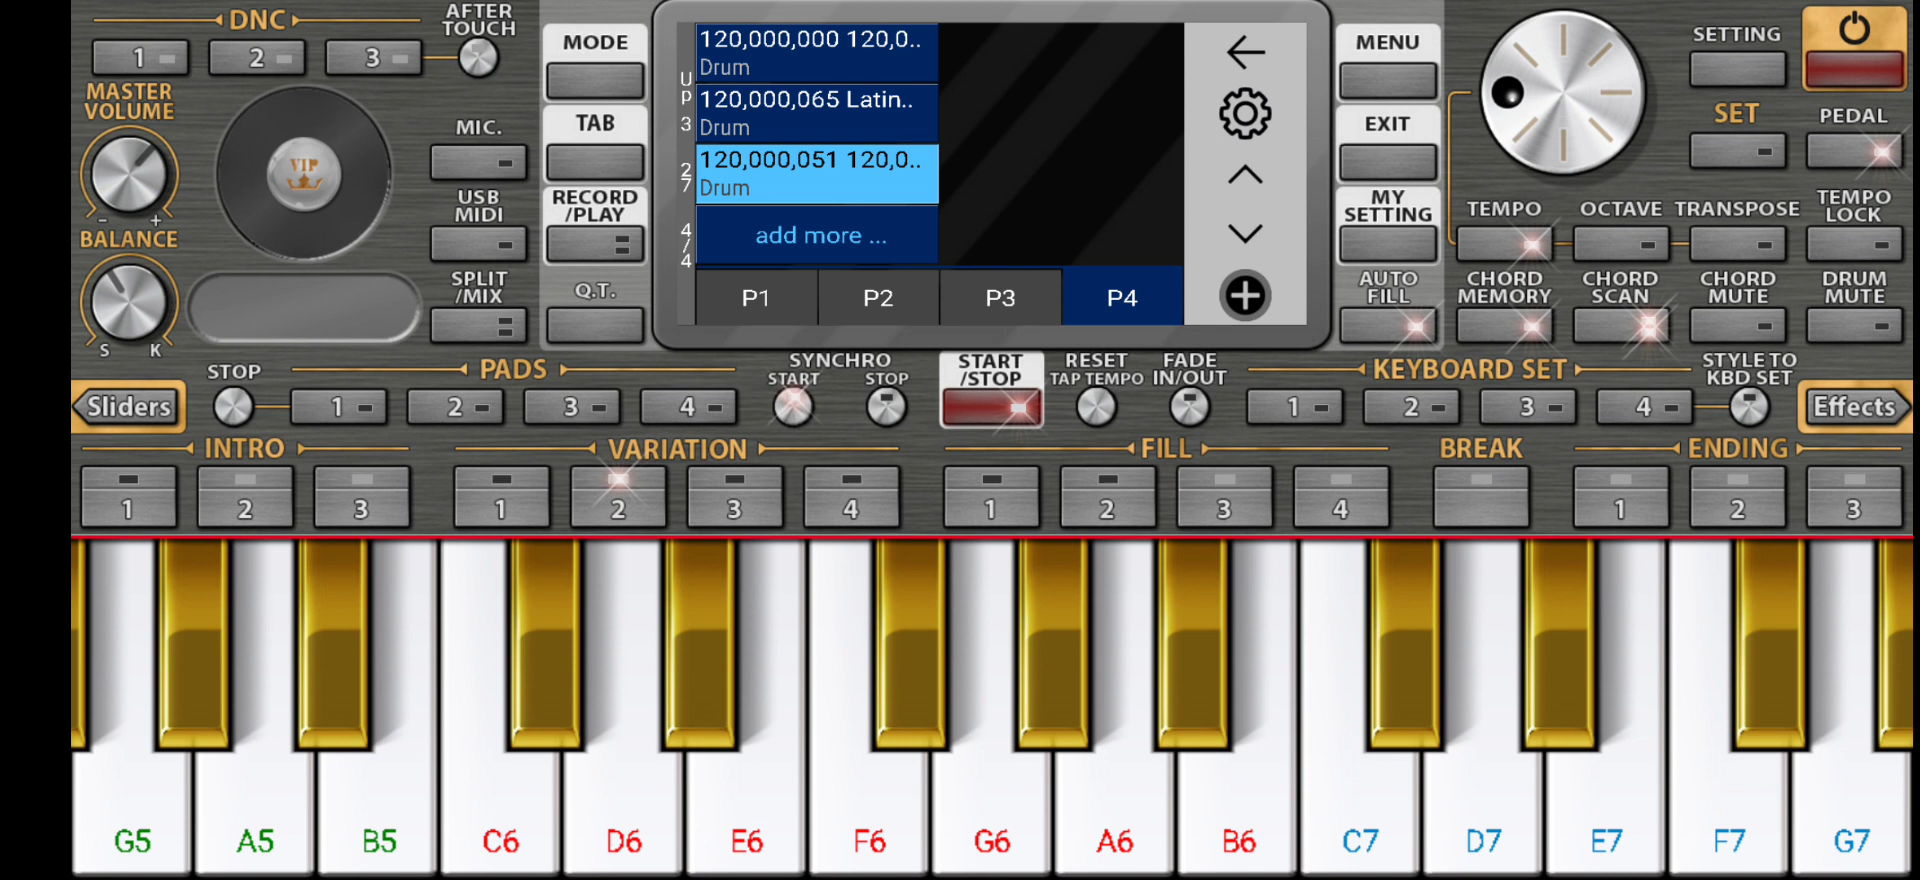 DNC
1 2 3
AFTER
TOUCH
MASTER
VOLUME
- +
BALANCE
S K
VIP
MIC.
USB
MIDI
SPLIT
/MIX
MODE
TAB
RECORD
/PLAY
Q.T.
Up
3
27
4/4
120,000,000 120,0..
Drum
120,000,065 Latin..
Drum
120,000,051 120,0..
Drum
add more ...
P1 P2 P3 P4
MENU
EXIT
MY
SETTING
AUTO
FILL
SETTING
SET
PEDAL
TEMPO OCTAVE TRANSPOSE TEMPO
LOCK
CHORD
MEMORY
CHORD
SCAN
CHORD
MUTE
DRUM
MUTE
Sliders
STOP
PADS
1 2 3 4
SYNCHRO
START STOP
START
/STOP
RESET
TAP TEMPO
FADE
IN/OUT
KEYBOARD SET
1 2 3 4
STYLE TO
KBD SET
Effects
INTRO
1 2 3
VARIATION
1 2 3 4
FILL
1 2 3 4
BREAK
ENDING
1 2 3
G5 A5 B5 C6 D6 E6 F6 G6 A6 B6 C7 D7 E7 F7 G7